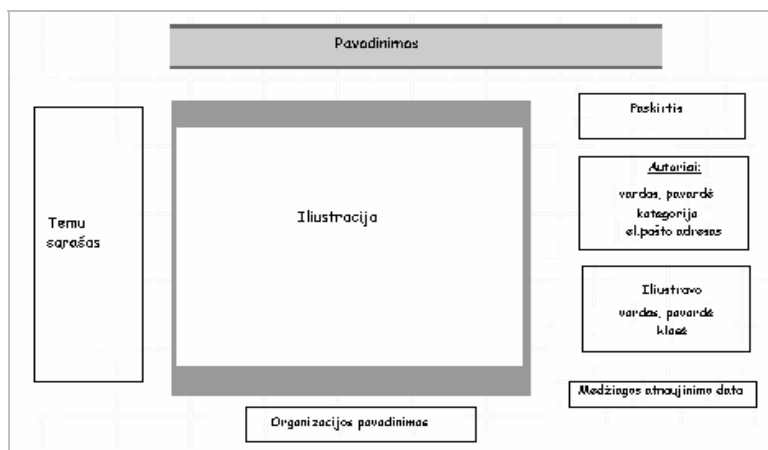 Pavadinimas
Temų
sąrašas
Iliustracija
Paskirtis
Autoriai:
vardas, pavardė
kategorija
el.pašto adresas
Iliustravo
vardas, pavardė
klasė
Medžiagos atnaujinimo data
Organizacijos pavadinimas